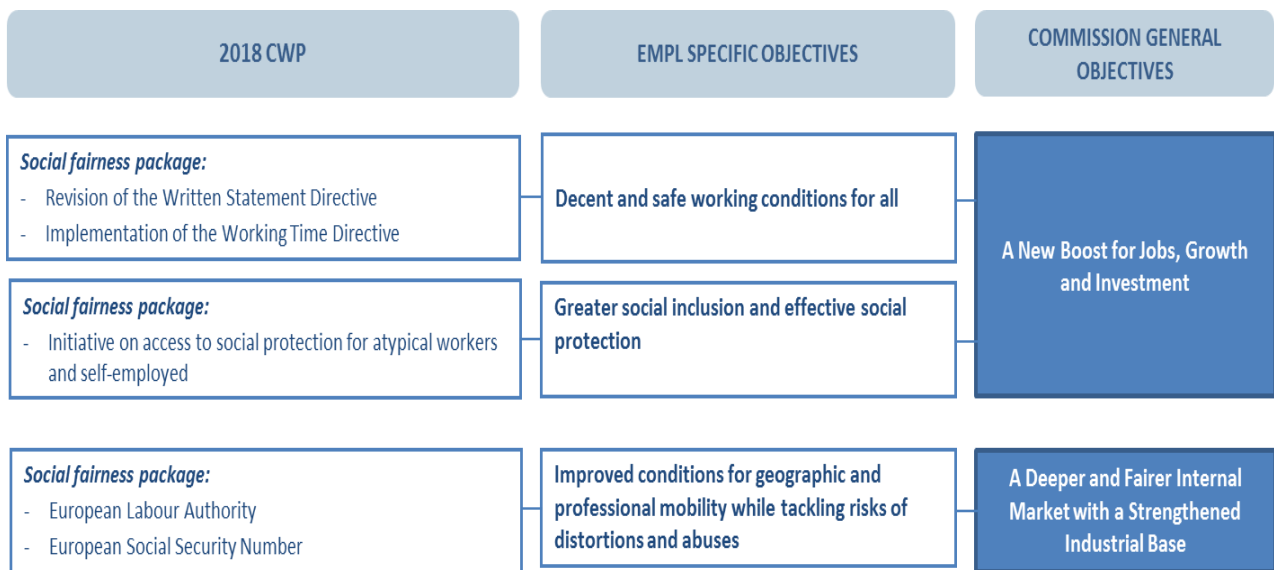 2018 CWP
EMPL SPECIFIC OBJECTIVES
COMMISSION GENERAL
OBJECTIVES
Social fairness package:
- Revision of the Written Statement Directive
- Implementation of the Working Time Directive
Decent and safe working conditions for all
A New Boost for Jobs, Growth
and Investment
Social fairness package:
- Initiative on access to social protection for atypical workers
and self-employed
Greater social inclusion and effective social
protection
Social fairness package:
- European Labour Authority
- European Social Security Number
Improved conditions for geographic and
professional mobility while tackling risks of
distortions and abuses
A Deeper and Fairer Internal
Market with a Strengthened
Industrial Base